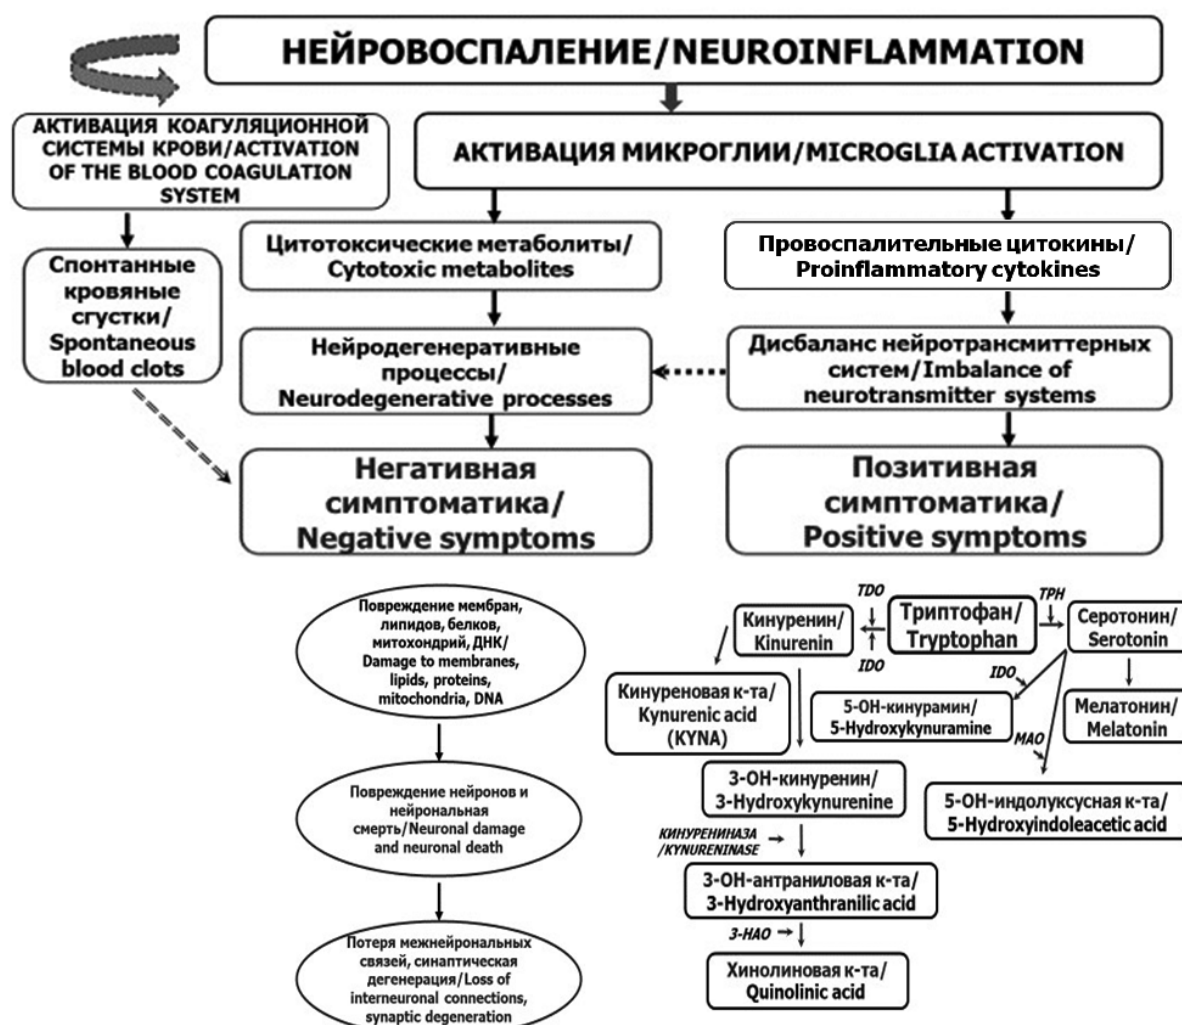 НЕЙРОВОСПАЛЕНИЕ/NEUROINFLAMMATION
АКТИВАЦИЯ КОАГУЛЯЦИОННОЙ
СИСТЕМЫ КРОВИ/ACTIVATION
OF THE BLOOD COAGULATION
SYSTEM
АКТИВАЦИЯ МИКРОГЛИИ/MICROGLIA ACTIVATION
Спонтанные
кровяные
сгустки/
Spontaneous
blood clots
Цитотоксические метаболиты/
Cytotoxic metabolites
Провоспалительные цитокины/
Proinflammatory cytokines
Нейродегенеративные
процессы/
Neurodegenerative processes
Дисбаланс нейротрансмиттерных
систем/Imbalance of
neurotransmitter systems
Негативная
симптоматика/
Negative symptoms
Позитивная
симптоматика/
Positive symptoms
Повреждение мембран,
липидов, белков,
митохондрий, ДНК/
Damage to membranes,
lipids, proteins,
mitochondria, DNA
Повреждение нейронов и
нейрональная
смерть/Neuronal damage
and neuronal death
Потеря межнейрональных
связей, синаптическая
дегенерация/Loss of
interneuronal connections,
synaptic degeneration
Кинуренин/
Kinurenin
TDO
IDO
Триптофан/
Tryptophan
TPH
Серотонин/
Serotonin
Кинуреновая к-та/
Kynurenic acid
(KYNA)
IDO
5-ОН-кинурамин/
5-Hydroxykynuramine
Мелатонин/
Melatonin
MAO
3-ОН-кинуренин/
3-Hydroxykynurenine
5-ОН-индолуксусная к-та/
5-Hydroxyindoleacetic acid
КИНУРЕНИНАЗА
/KYNURENINASE
3-ОН-антраниловая к-та/
3-Hydroxyanthranilic acid
3-HAO
Хинолиновая к-та/
Quinolinic acid